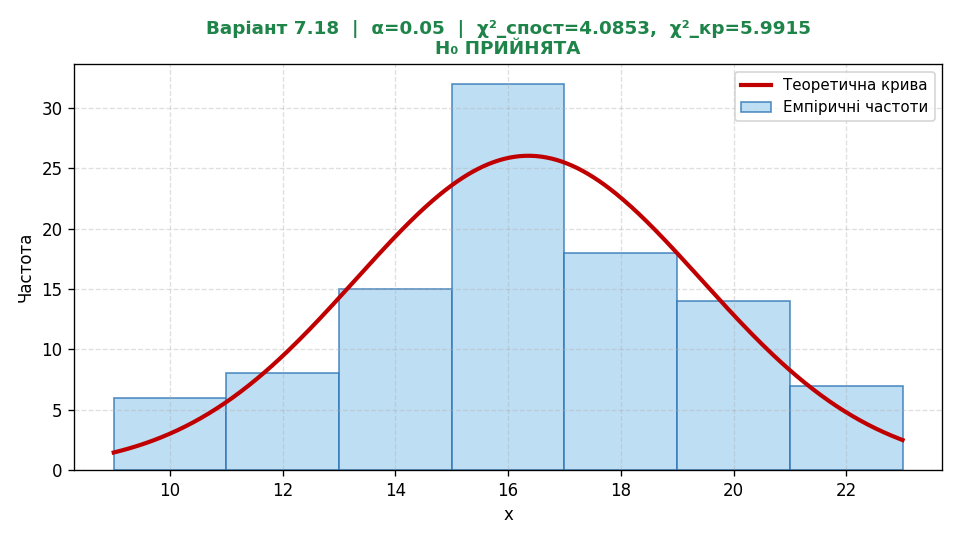 Варіант 7.18 | α=0.05 | χ²_спост=4.0853, χ²_кр=5.9915
H₀ ПРИЙНЯТА
Теоретична крива
Емпіричні частоти
Частота
30
25
20
15
10
5
0
10 12 14 16 18 20 22
x